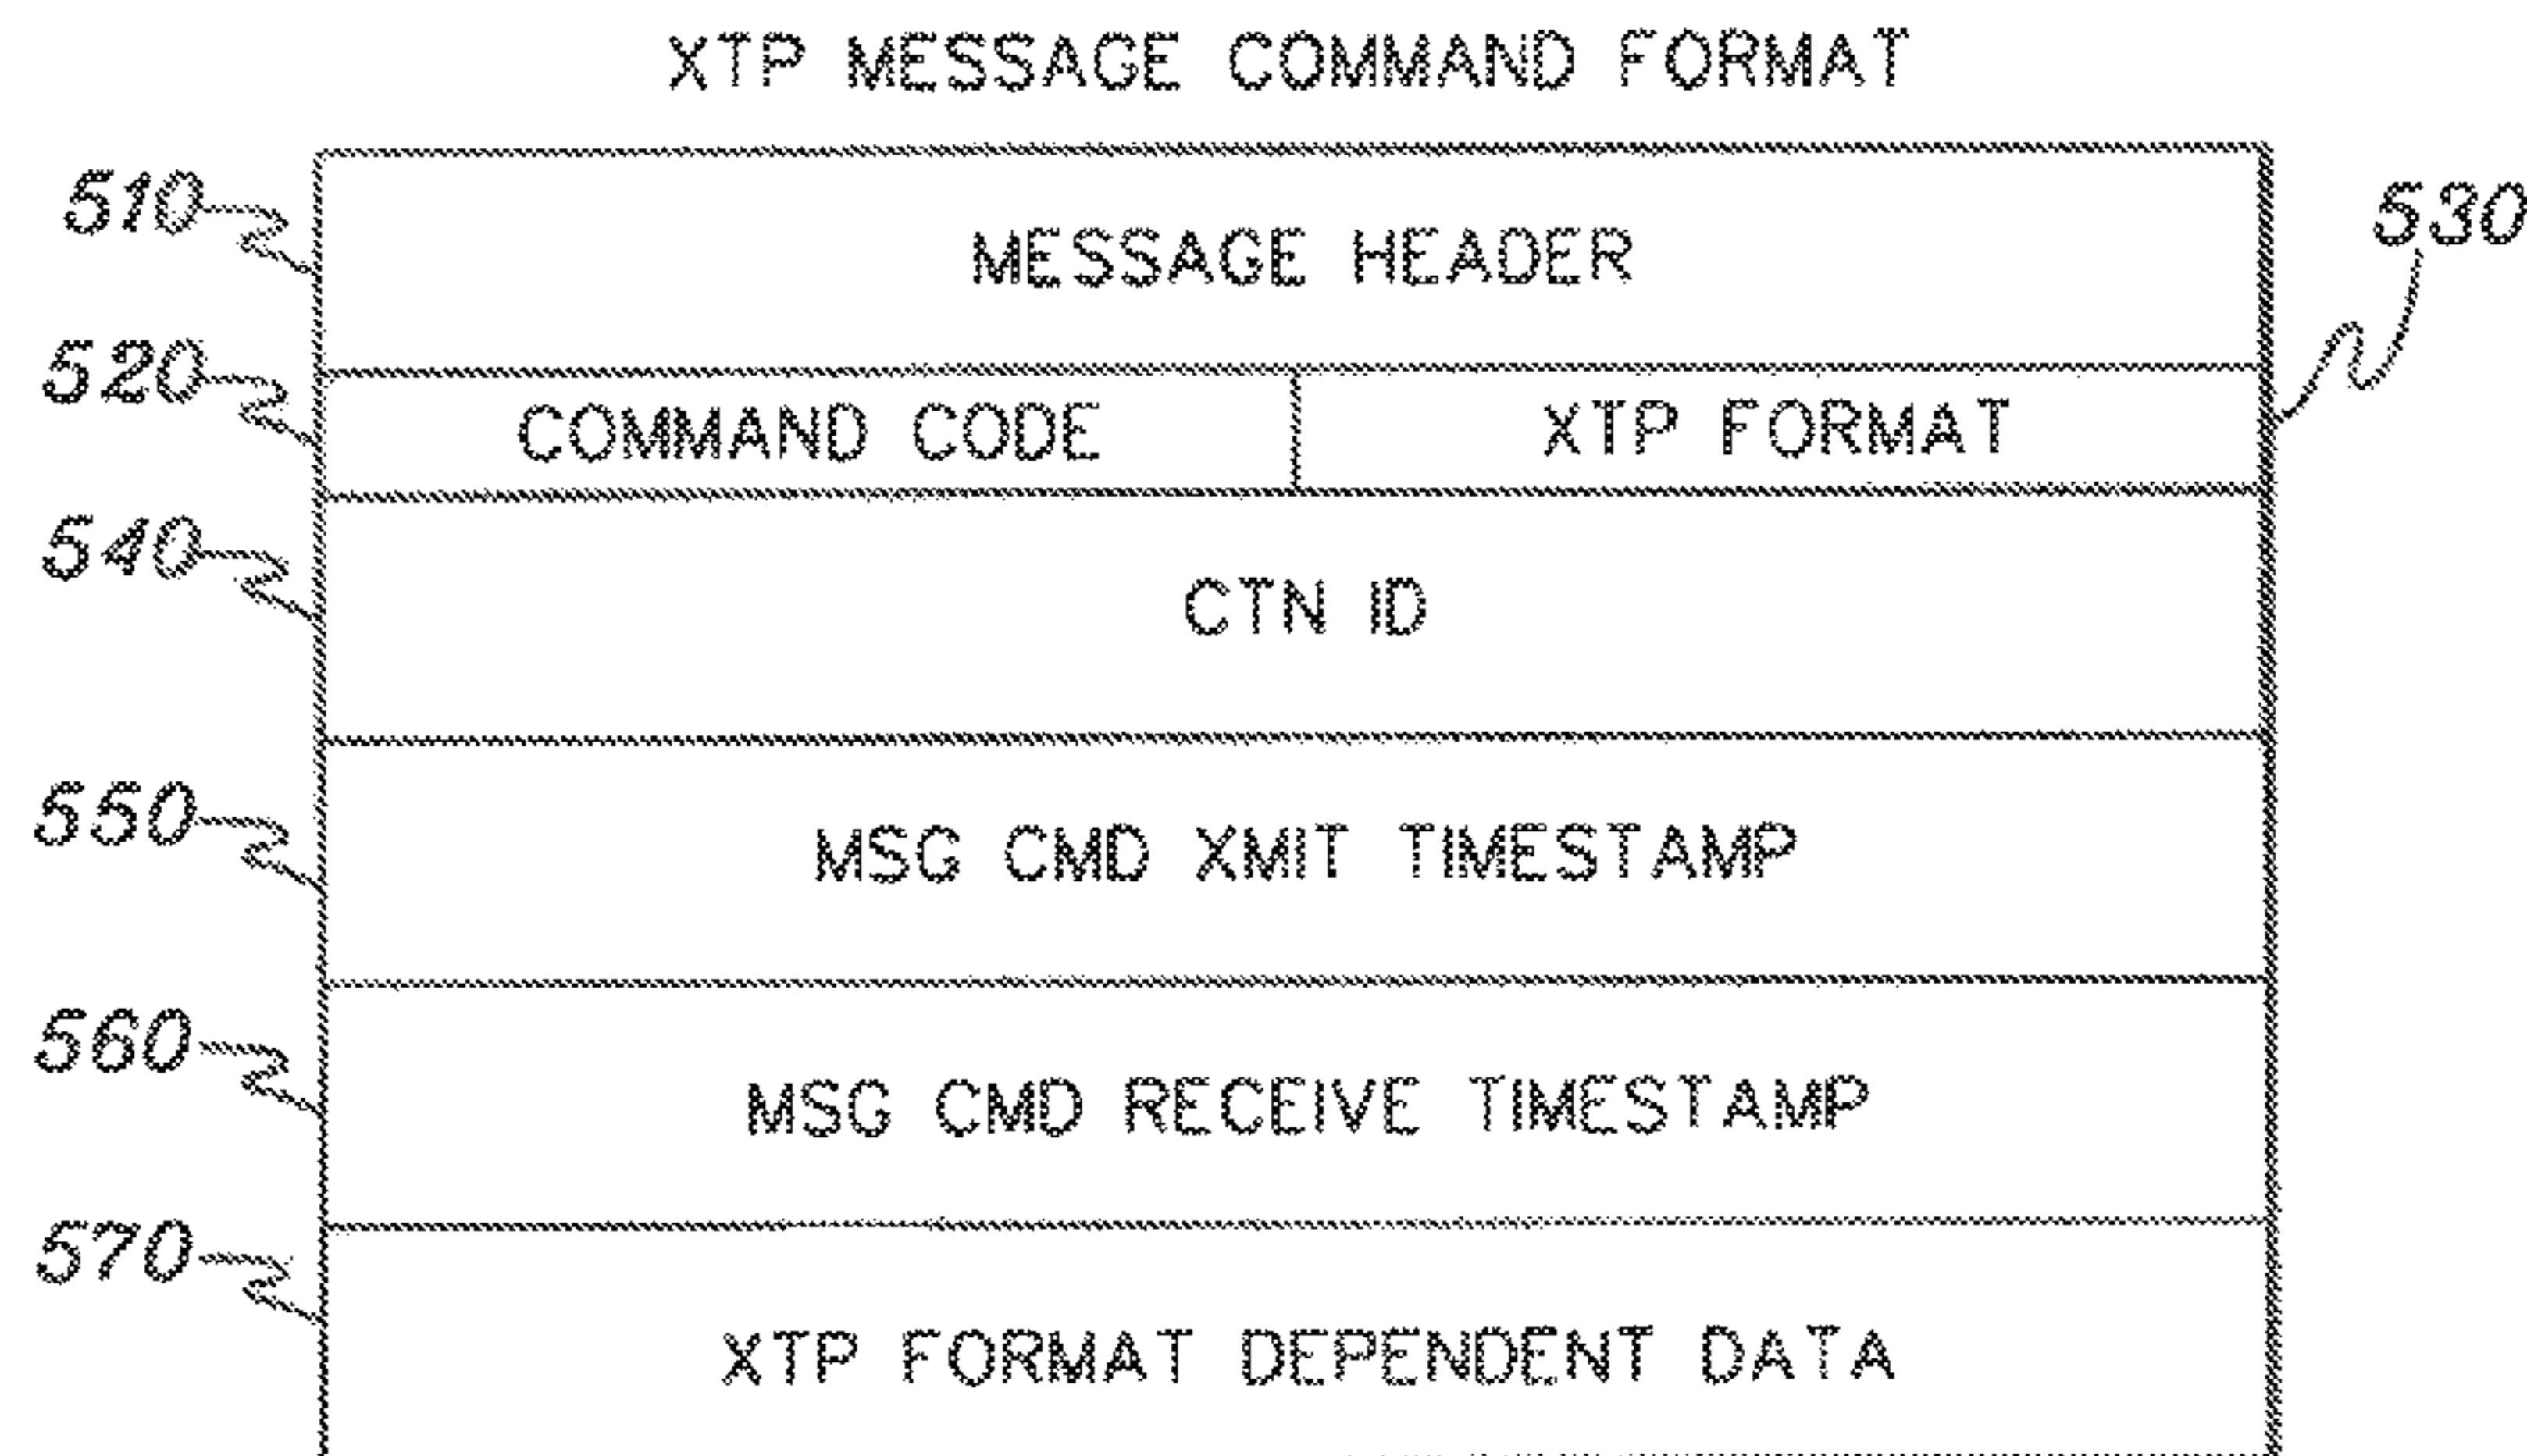 XTP MESSAGE COMMAND FORMAT
510
MESSAGE HEADER
530
520
COMMAND CODE
XTP FORMAT
540
CTN ID
550
MSG CMD XMIT TIMESTAMP
560
MSG CMD RECEIVE TIMESTAMP
570
XTP FORMAT DEPENDENT DATA